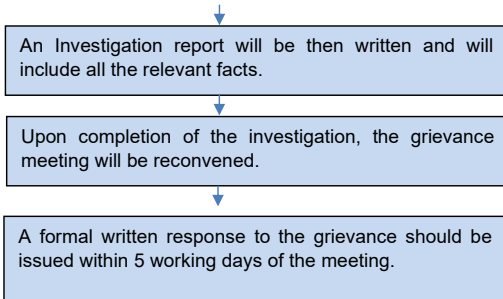 An Investigation report will be then written and will
include all the relevant facts.
Upon completion of the investigation, the grievance
meeting will be reconvened.
A formal written response to the grievance should be
issued within 5 working days of the meeting.